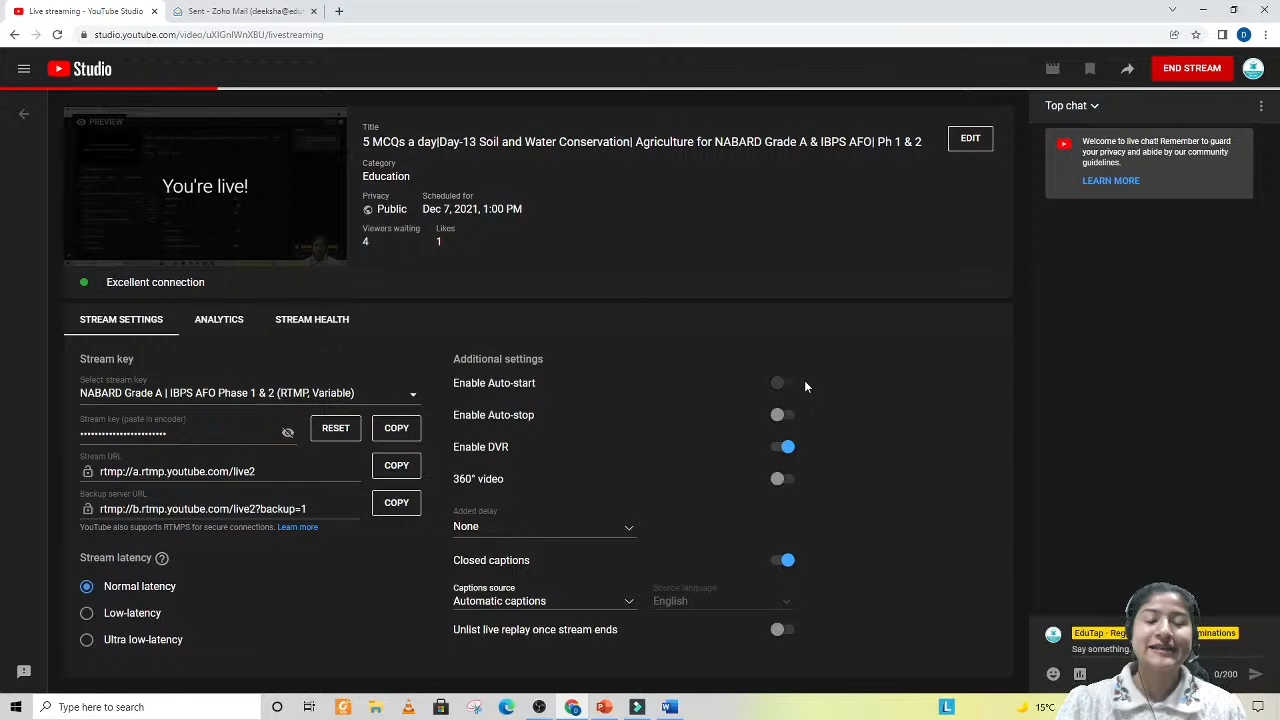 Live streaming - YouTube Studio
Sent - Zoho Mail (deeksha@edu
studio.youtube.com/video/uXIGnIWnXBU/livestreaming
D
Studio
END STREAM
PREVIEW
You're live!
Title
5 MCQs a day|Day-13 Soil and Water Conservation| Agriculture for NABARD Grade A & IBPS AFO| Ph 1 & 2
EDIT
Category
Education
Privacy
Public
Scheduled for
Dec 7, 2021, 1:00 PM
Viewers waiting
4
Likes
1
Excellent connection
Top chat
Welcome to live chat! Remember to guard
your privacy and abide by our community
guidelines.
LEARN MORE
STREAM SETTINGS
ANALYTICS
STREAM HEALTH
Stream key
Select stream key
NABARD Grade A | IBPS AFO Phase 1 & 2 (RTMP, Variable)
Stream key (paste in encoder)
RESET
COPY
Stream URL
rtmp://a.rtmp.youtube.com/live2
COPY
Backup server URL
rtmp://b.rtmp.youtube.com/live2?backup=1
COPY
YouTube also supports RTMPS for secure connections. Learn more
Stream latency
Normal latency
Low-latency
Ultra low-latency
Additional settings
Enable Auto-start
Enable Auto-stop
Enable DVR
360° video
Added delay
None
Closed captions
Captions source
Automatic captions
Source language
English
Unlist live replay once stream ends
EduTap - Reg
minations
Say something.
0/200
Type here to search
L
15°C